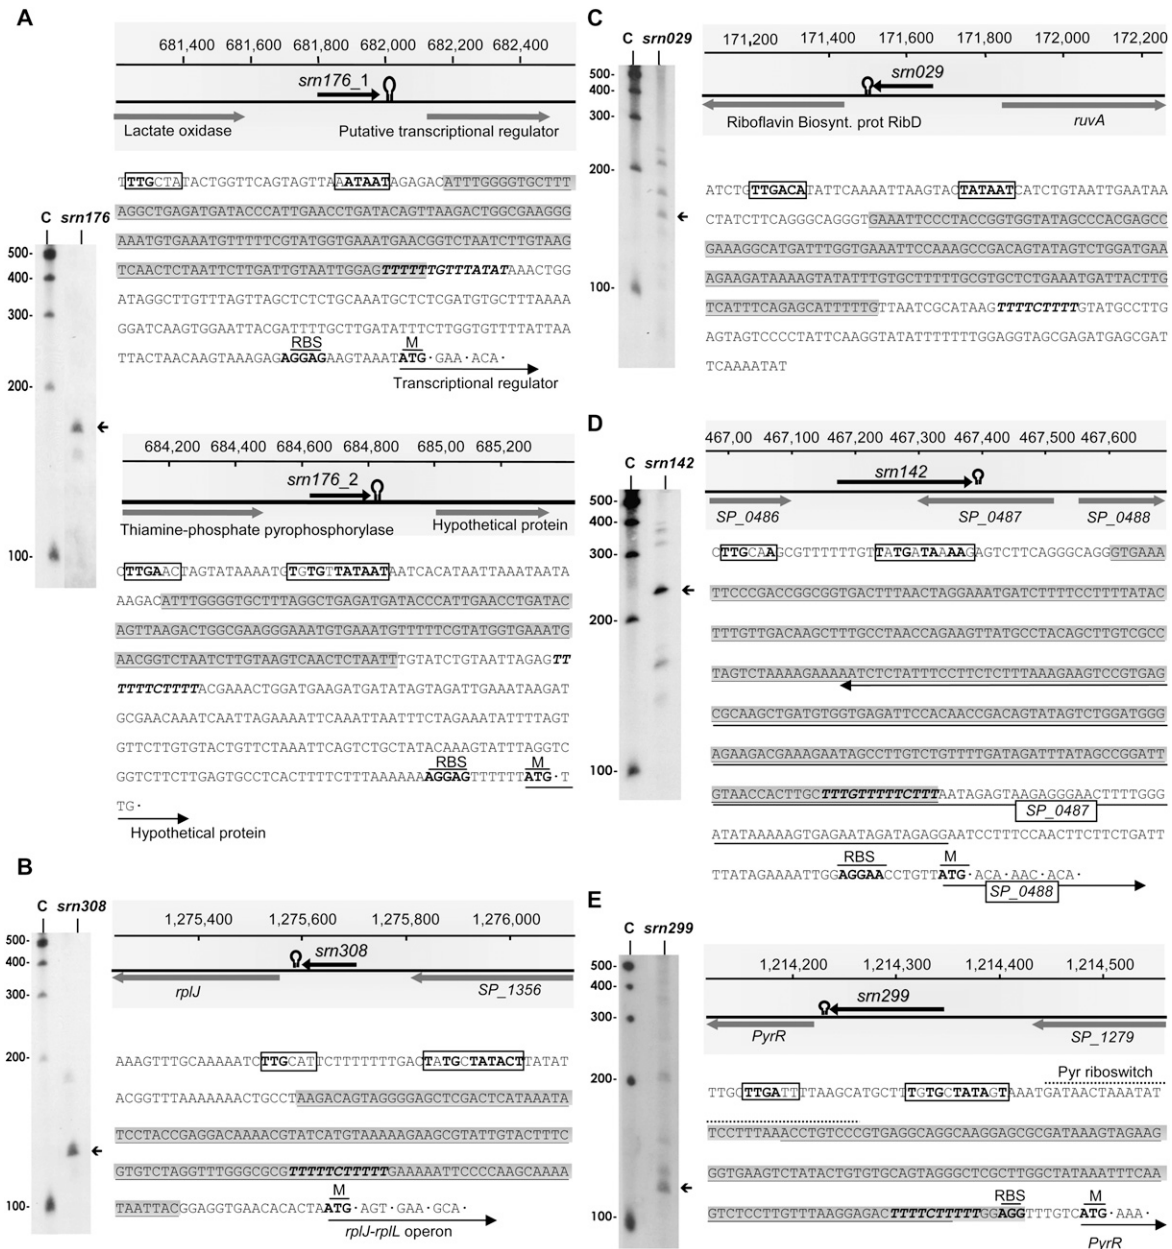 A
681,400 681,600 681,800 682,000 682,200 682,400
srn176_1
Lactate oxidase Putative transcriptional regulator
C srn176
500-
400-
300-
200-
100-
TTTGCTATACTGGTTCAGTAGTTAAATAATAGAGACATTTGGGGTGCTTT
AGGCTGAGATGATACCCATTGAACCTGATACAGTTAAGACTGGCGAAGGG
AAATGTGAAATGTTTTTCGTATGGTGAAATGAACGGTCTAATCTTGTAAG
TCAACTCTAATTCTTGATTGTAATTGGAGTTTTTTGTTTATATAAACTGG
ATAGGCTTGTTTAGTTAGCTCTCTGCAAATGCTCTCGATGTGCTTTAAAA
GGATCAAGTGGAATTACGATTTTGCTTGATATTTCTTGGTGTTTTATTAA
RBS M
TTACTAACAAGTAAAGAGAGGAGAAGTAAATATG·GAA·ACA·
Transcriptional regulator
684,200 684,400 684,600 684,800 685,00 685,200
srn176_2
Thiamine-phosphate pyrophosphorylase Hypothetical protein
CTTGAACTAGTATAAAATGTGTGTTATAATAATCACATAATTAAATAATA
AAGACATTTGGGGTGCTTTAGGCTGAGATGATACCCATTGAACCTGATAC
AGTTAAGACTGGCGAAGGGAAATGTGAAATGTTTTTCGTATGGTGAAATG
AACGGTCTAATCTTGTAAGTCAACTCTAATTTGTATCTGTAATTAGAGTT
TTTTCTTTTACGAAACTGGATGAAGATGATATAGTAGATTGAAATAAGAT
GCGAACAAATCAATTAGAAAATTCAAATTAATTTCTAGAAATATTTTAGT
GTTCTTGTGTACTGTTCTAAATTCAGTCTGCTATACAAAGTATTTAGGTC
RBS M
GGTCTTCTTGAGTGCCTCACTTTTCTTTAAAAAAAGGAGTTTTTTATG·T
TG·
Hypothetical protein
B
C srn308
500-
400-
300-
200-
100-
1,275,400 1,275,600 1,275,800 1,276,000
srn308
rplJ SP_1356
AAAGTTTGCAAAAATCTTGCATTCTTTTTTTGACTATGCTATACTTATAT
ACGGTTTAAAAAAACTGCCTAAGACAGTAGGGGAGCTCGACTCATAAATA
TCCTACCGAGGACAAAACGTATCATGTAAAAAGAAGCGTATTGTACTTTC
GTGTCTAGGTTTGGGCGCGTTTTTCTTTTTGAAAAATTCCCCAAGCAAAA
M
TAATTACGGAGGTGAACACACTAATG·AGT·GAA·GCA·
rplJ-rplL operon
C
C srn029
500-
400-
300-
200-
100-
171,200 171,400 171,600 171,800 172,000 172,200
srn029
Riboflavin Biosynt. prot RibD ruvA
ATCTGTTGACATATTCAAAATTAAGTACTATAATCATCTGTAATTGAATAA
CTATCTTCAGGGCAGGGTGAAATTCCCTACCGGTGGTATAGCCCACGAGCC
GAAAGGCATGATTTGGTGAAATTCCAAAGCCGACAGTATAGTCTGGATGAA
AGAAGATAAAAGTATATTTGTGCTTTTTGCGTGCTCTGAAATGATTACTTG
TCATTTCAGAGCATTTTTGTTAATCGCATAAGTTTTCTTTTGTATGCCTTG
AGTAGTCCCCTATTCAAGGTATATTTTTTTGGAGGTAGCGAGATGAGCGAT
TCAAAATAT
D
C srn142
500-
400-
300-
200-
100-
467,00 467,100 467,200 467,300 467,400 467,500 467,600
srn142
SP_0486 SP_0487 SP_0488
CTTGCAAGCGTTTTTTGTTATGATAAAAGAGTCTTCAGGGCAGGGTGAAA
TTCCCGACCGGCGGTGACTTTAACTAGGAAATGATCTTTTCCTTTTATAC
TTTGTTGACAAGCTTTGCCTAACCAGAAGTTATGCCTACAGCTTGTCGCC
TAGTCTAAAAGAAAAATCTCTATTTCCTTCTCTTTAAAGAAGTCCGTGAG
CGCAAGCTGATGTGGTGAGATTCCACAACCGACAGTATAGTCTGGATGGG
AGAAGACGAAAGAATAGCCTTGTCTGTTTTGATAGATTTATAGCCGGATT
GTAACCACTTGCTTTGTTTTTCTTTAATAGAGTAAGAGGGAACTTTTGGG
SP_0487
ATATAAAAAGTGAGAATAGATAGAGGAATCCTTTCCAACTTCTTCTGATT
RBS M
TTATAGAAAATTGGAGGAACCTGTTATG·ACA·AAC·ACA·
SP_0488
E
C srn299
500-
400-
300-
200-
100-
1,214,200 1,214,300 1,214,400 1,214,500
srn299
PyrR SP_1279
Pyr riboswitch
TTGCTTGATTTTAAGCATGCTTTGTGCTATAGTAAATGATAACTAAATAT
TCCTTTAAACCTGTCCCGTGAGGCAGGCAAGGAGCGCGATAAAGTAGAAG
GGTGAAGTCTATACTGTGTGCAGTAGGGCTCGCTTGGCTATAAATTTCAA
RBS M
GTCTCCTTGTTTAAGGAGACTTTTCTTTTTGGAGGTTTGTCATG·AAA·
PyrR